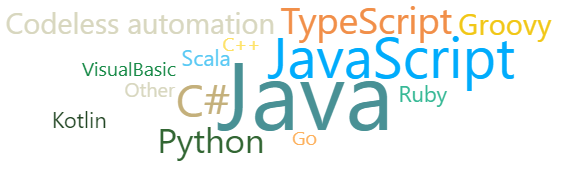 Codeless automation
TypeScript
Groovy
C++
JavaScript
Scala
VisualBasic
Java
Other
C#
Ruby
Kotlin
Python
Go